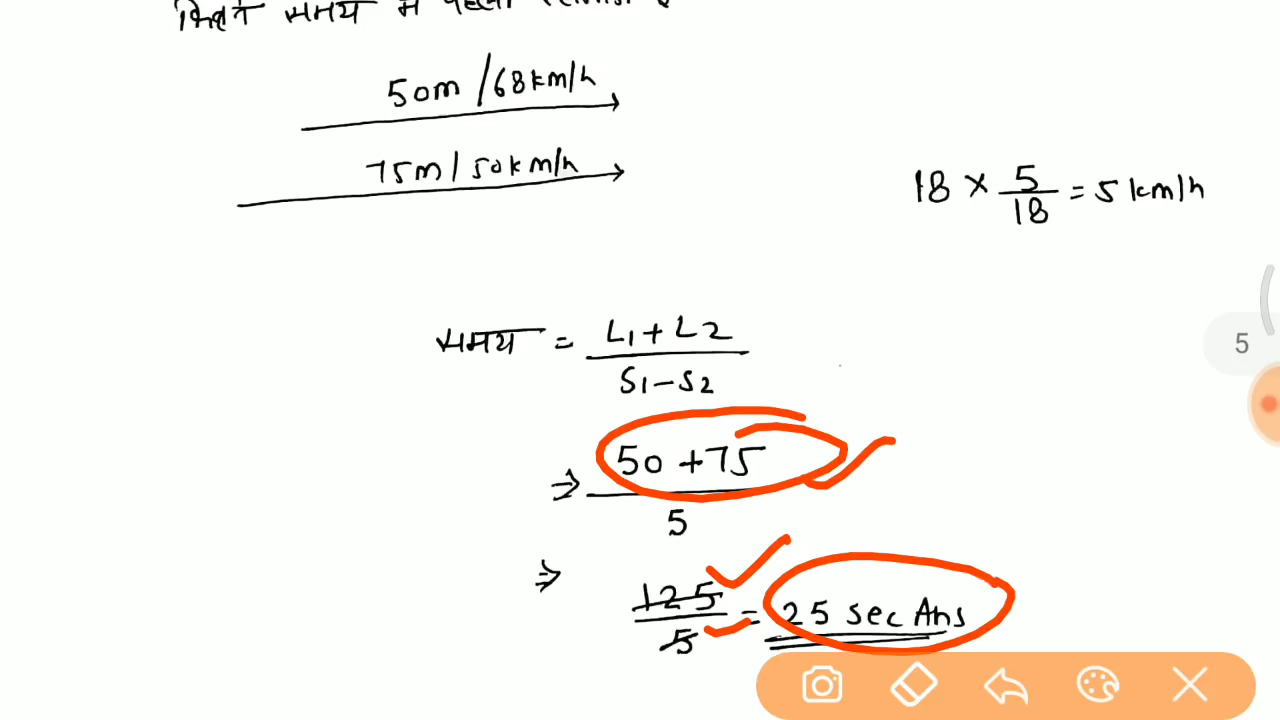 समय में
50m / 68km/h
75m / 50km/h
18 × 5/18 = 5 km/h
समय = L1 + L2 / S1 - S2
5
⇒ 50 + 75 / 5
⇒ 125 / 5 = 25 sec Ans